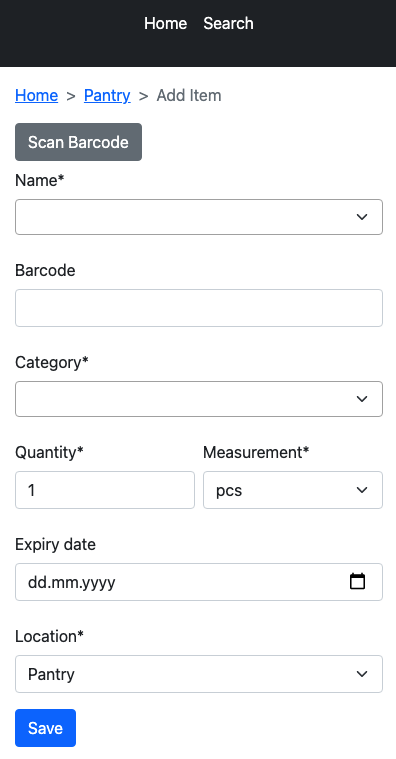 Home Search
Home > Pantry > Add Item
Scan Barcode
Name*
Barcode
Category*
Quantity* Measurement*
1 pcs
Expiry date
dd.mm.yyyy
Location*
Pantry
Save